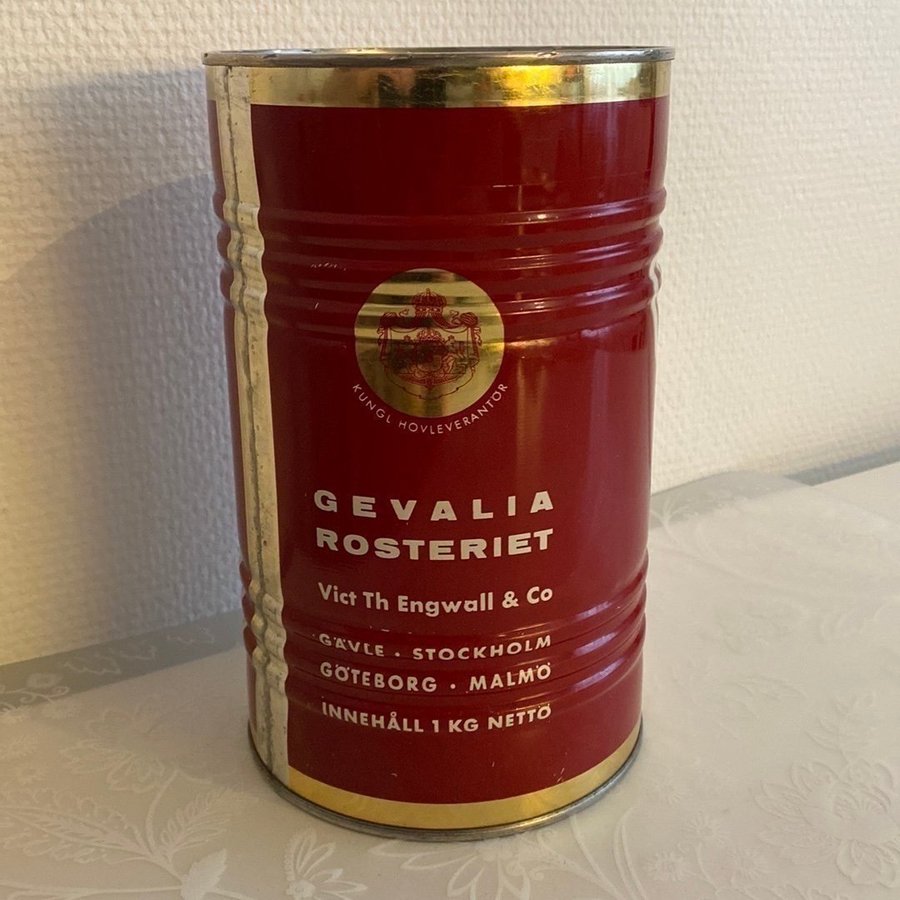 KUNGL HOVLEVERANTÖR
GEVALIA
ROSTERIET
Vict Th Engwall & Co
GÄVLE · STOCKHOLM
GÖTEBORG · MALMÖ
INNEHÅLL 1 KG NETTO